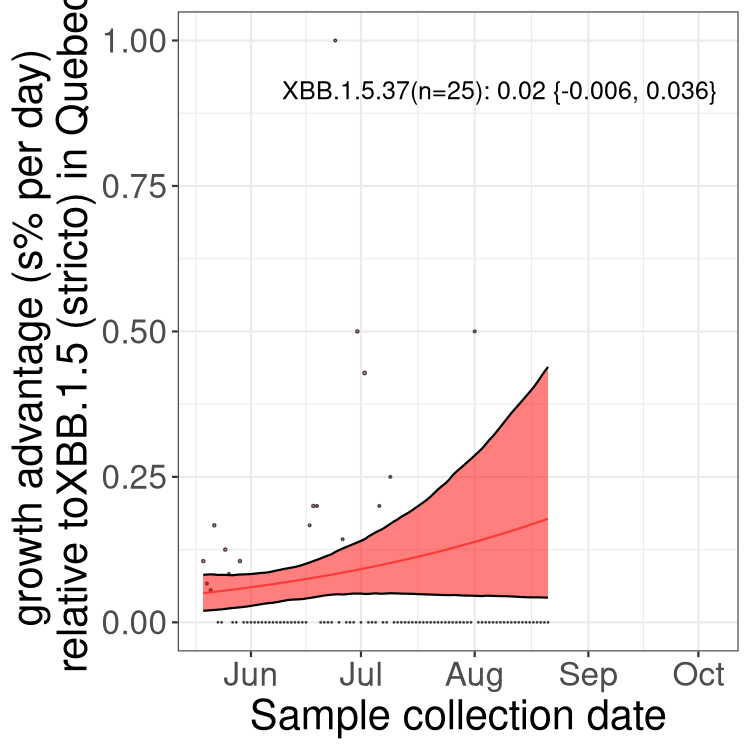 growth advantage (s% per day)
relative toXBB.1.5 (stricto) in Quebec
1.00
0.75
0.50
0.25
0.00
XBB.1.5.37(n=25): 0.02 {-0.006, 0.036}
Jun Jul Aug Sep Oct
Sample collection date